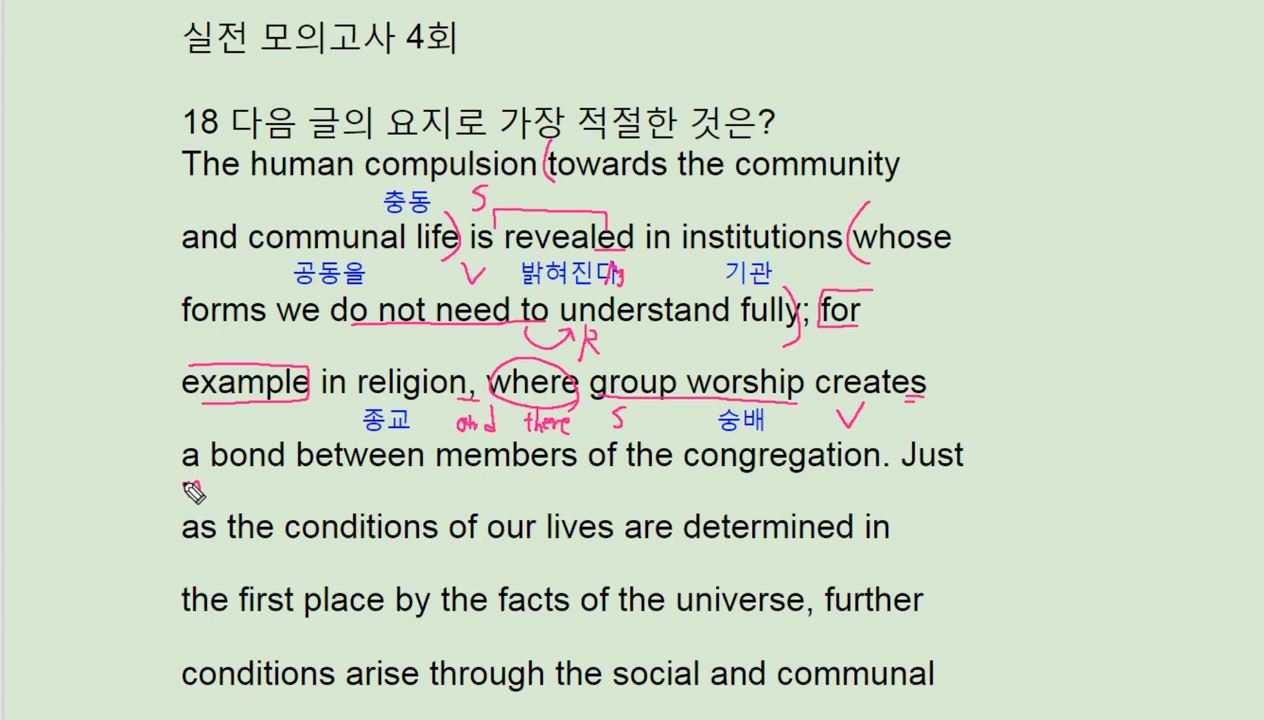 실전 모의고사 4회
18 다음 글의 요지로 가장 적절한 것은?
The human compulsion (towards the community
충동 S
and communal life) is revealed in institutions (whose
공동을 V 밝혀진다 기관
forms we do not need to understand fully); for
R
example in religion, where group worship creates
종교 and there S 숭배 V
a bond between members of the congregation. Just
as the conditions of our lives are determined in
the first place by the facts of the universe, further
conditions arise through the social and communal